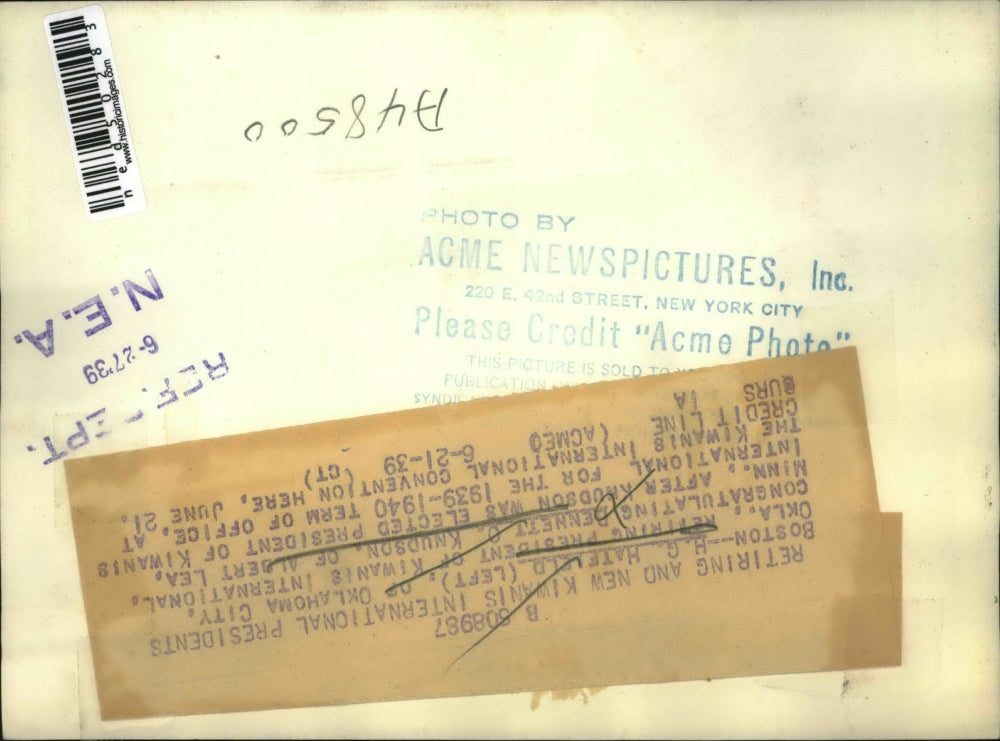 ned50283
www.historicimages.com
A48500
PHOTO BY
ACME NEWSPICTURES, Inc.
220 E. 42nd STREET, NEW YORK CITY
Please Credit "Acme Photo"
THIS PICTURE IS SOLD TO
PUBLICATION
N.E.A.
6-27'39
REF. DEPT.
B 608987
RETIRING AND NEW KIWANIS INTERNATIONAL PRESIDENTS
BOSTON--H.G. HATFIELD (LEFT), OF OKLAHOMA CITY,
OKLA., RETIRING PRESIDENT OF KIWANIS INTERNATIONAL,
CONGRATULATING BENNETT O. KNUDSON, OF ALBERT LEA,
MINN., AFTER KNUDSON WAS ELECTED PRESIDENT OF KIWANIS
INTERNATIONAL FOR THE 1939-1940 TERM OF OFFICE, AT
THE KIWANIS INTERNATIONAL CONVENTION HERE, JUNE 21.
CREDIT LINE (ACME) 6-21-39 (CT)
BURS IA